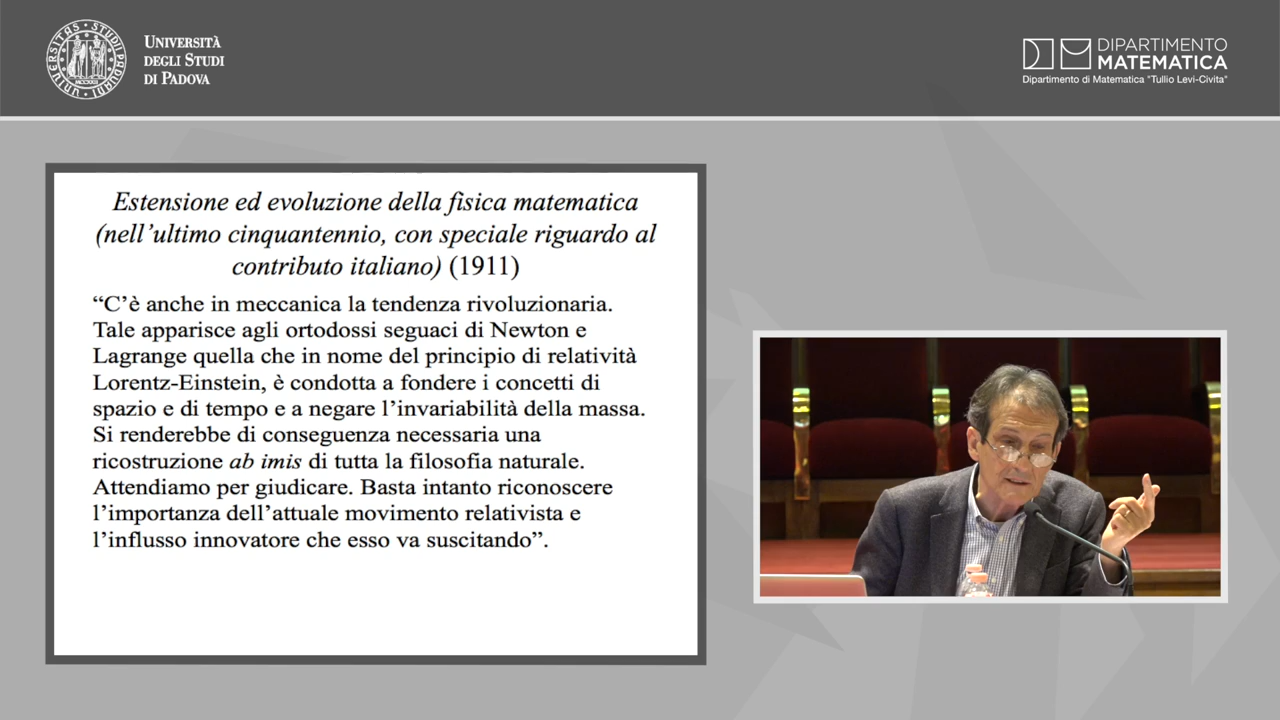 UNIVERSITÀ
DEGLI STUDI
DI PADOVA
DIPARTIMENTO
MATEMATICA
Dipartimento di Matematica "Tullio Levi-Civita"
Estensione ed evoluzione della fisica matematica
(nell’ultimo cinquantennio, con speciale riguardo al
contributo italiano) (1911)
“C’è anche in meccanica la tendenza rivoluzionaria.
Tale apparisce agli ortodossi seguaci di Newton e
Lagrange quella che in nome del principio di relatività
Lorentz-Einstein, è condotta a fondere i concetti di
spazio e di tempo e a negare l’invariabilità della massa.
Si renderebbe di conseguenza necessaria una
ricostruzione ab imis di tutta la filosofia naturale.
Attendiamo per giudicare. Basta intanto riconoscere
l’importanza dell’attuale movimento relativista e
l’influsso innovatore che esso va suscitando”.